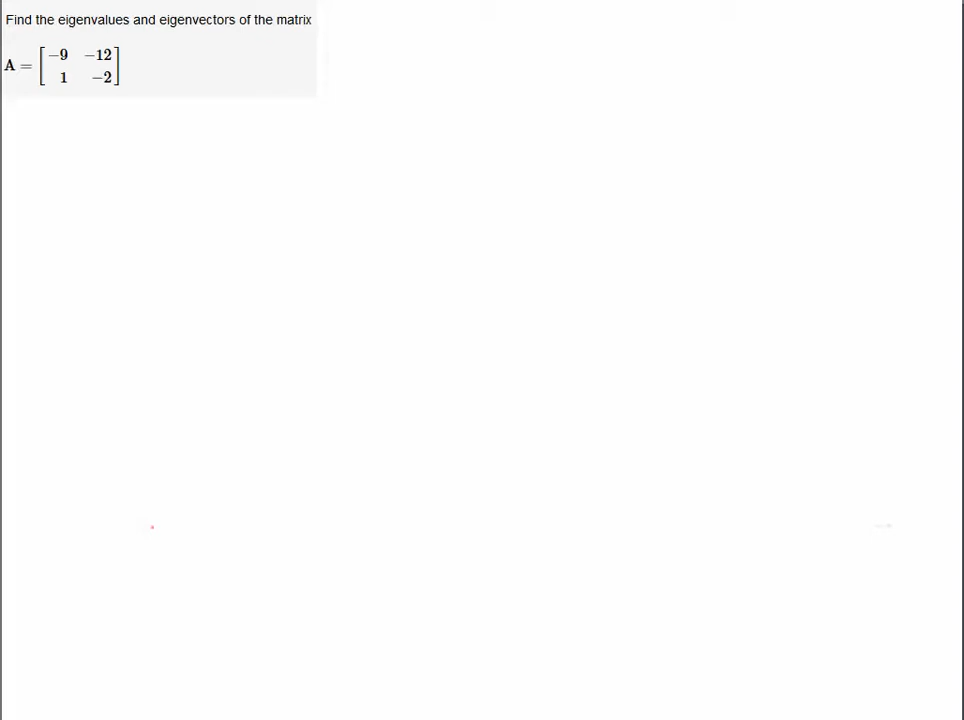 Find the eigenvalues and eigenvectors of the matrix
A = [−9 −12
1 −2]